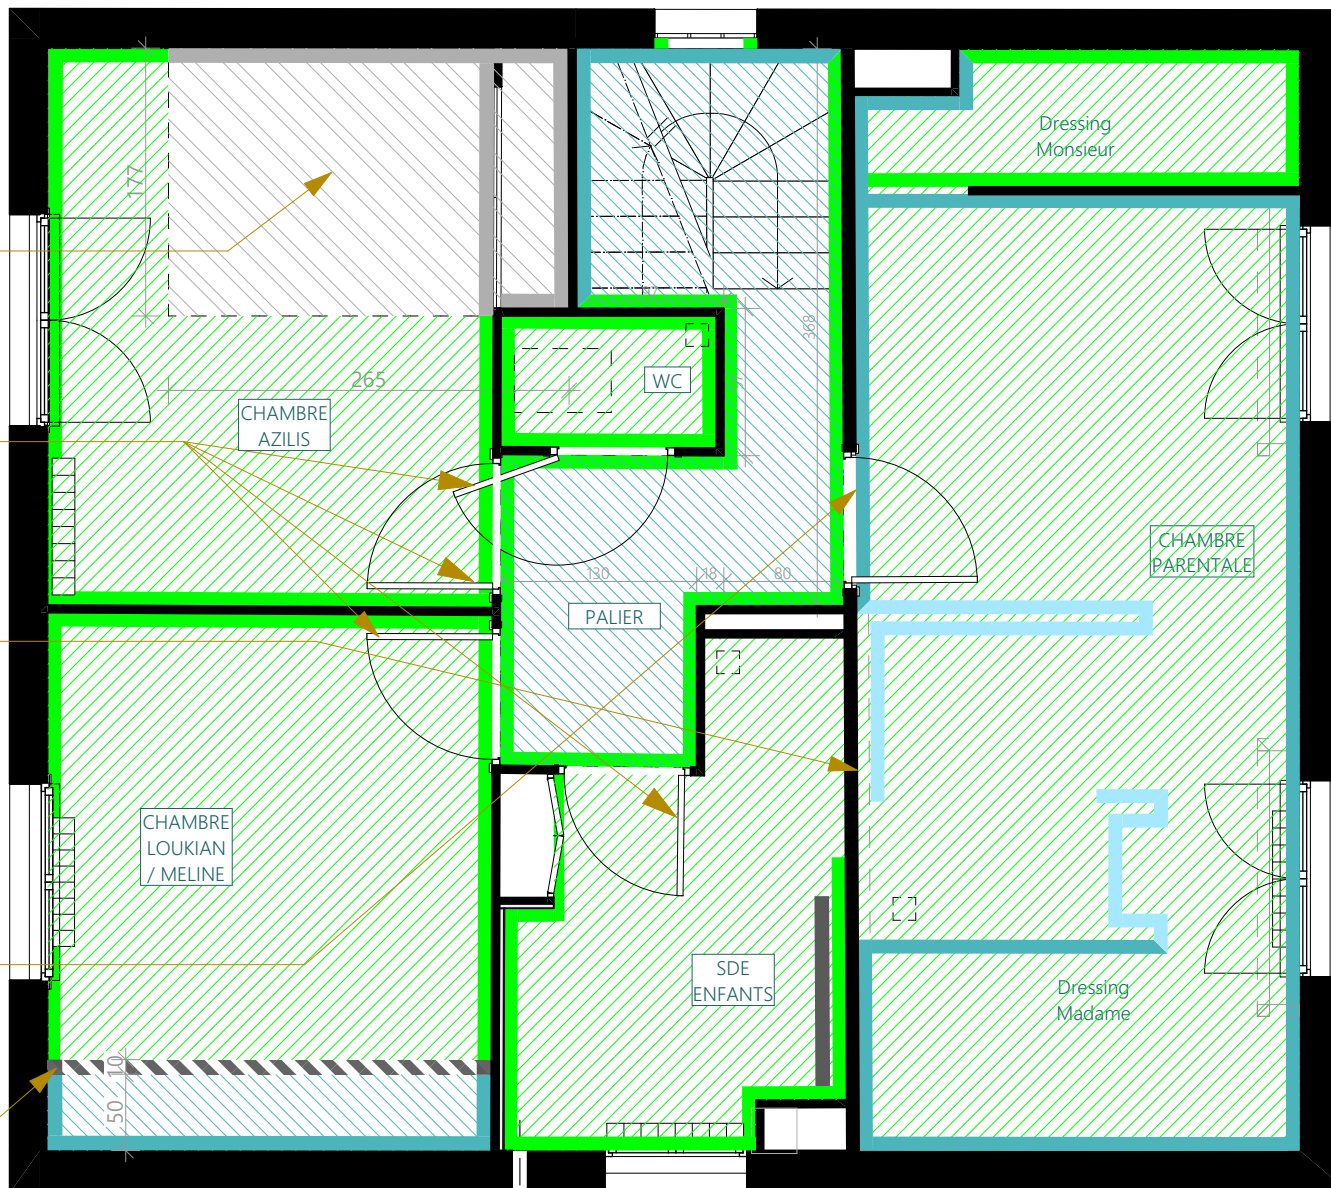 Dressing
Monsieur
177
368
265
WC
CHAMBRE
AZILIS
CHAMBRE
PARENTALE
130
18
80
PALIER
CHAMBRE
LOUKIAN
/ MELINE
SDE
ENFANTS
Dressing
Madame
10
50